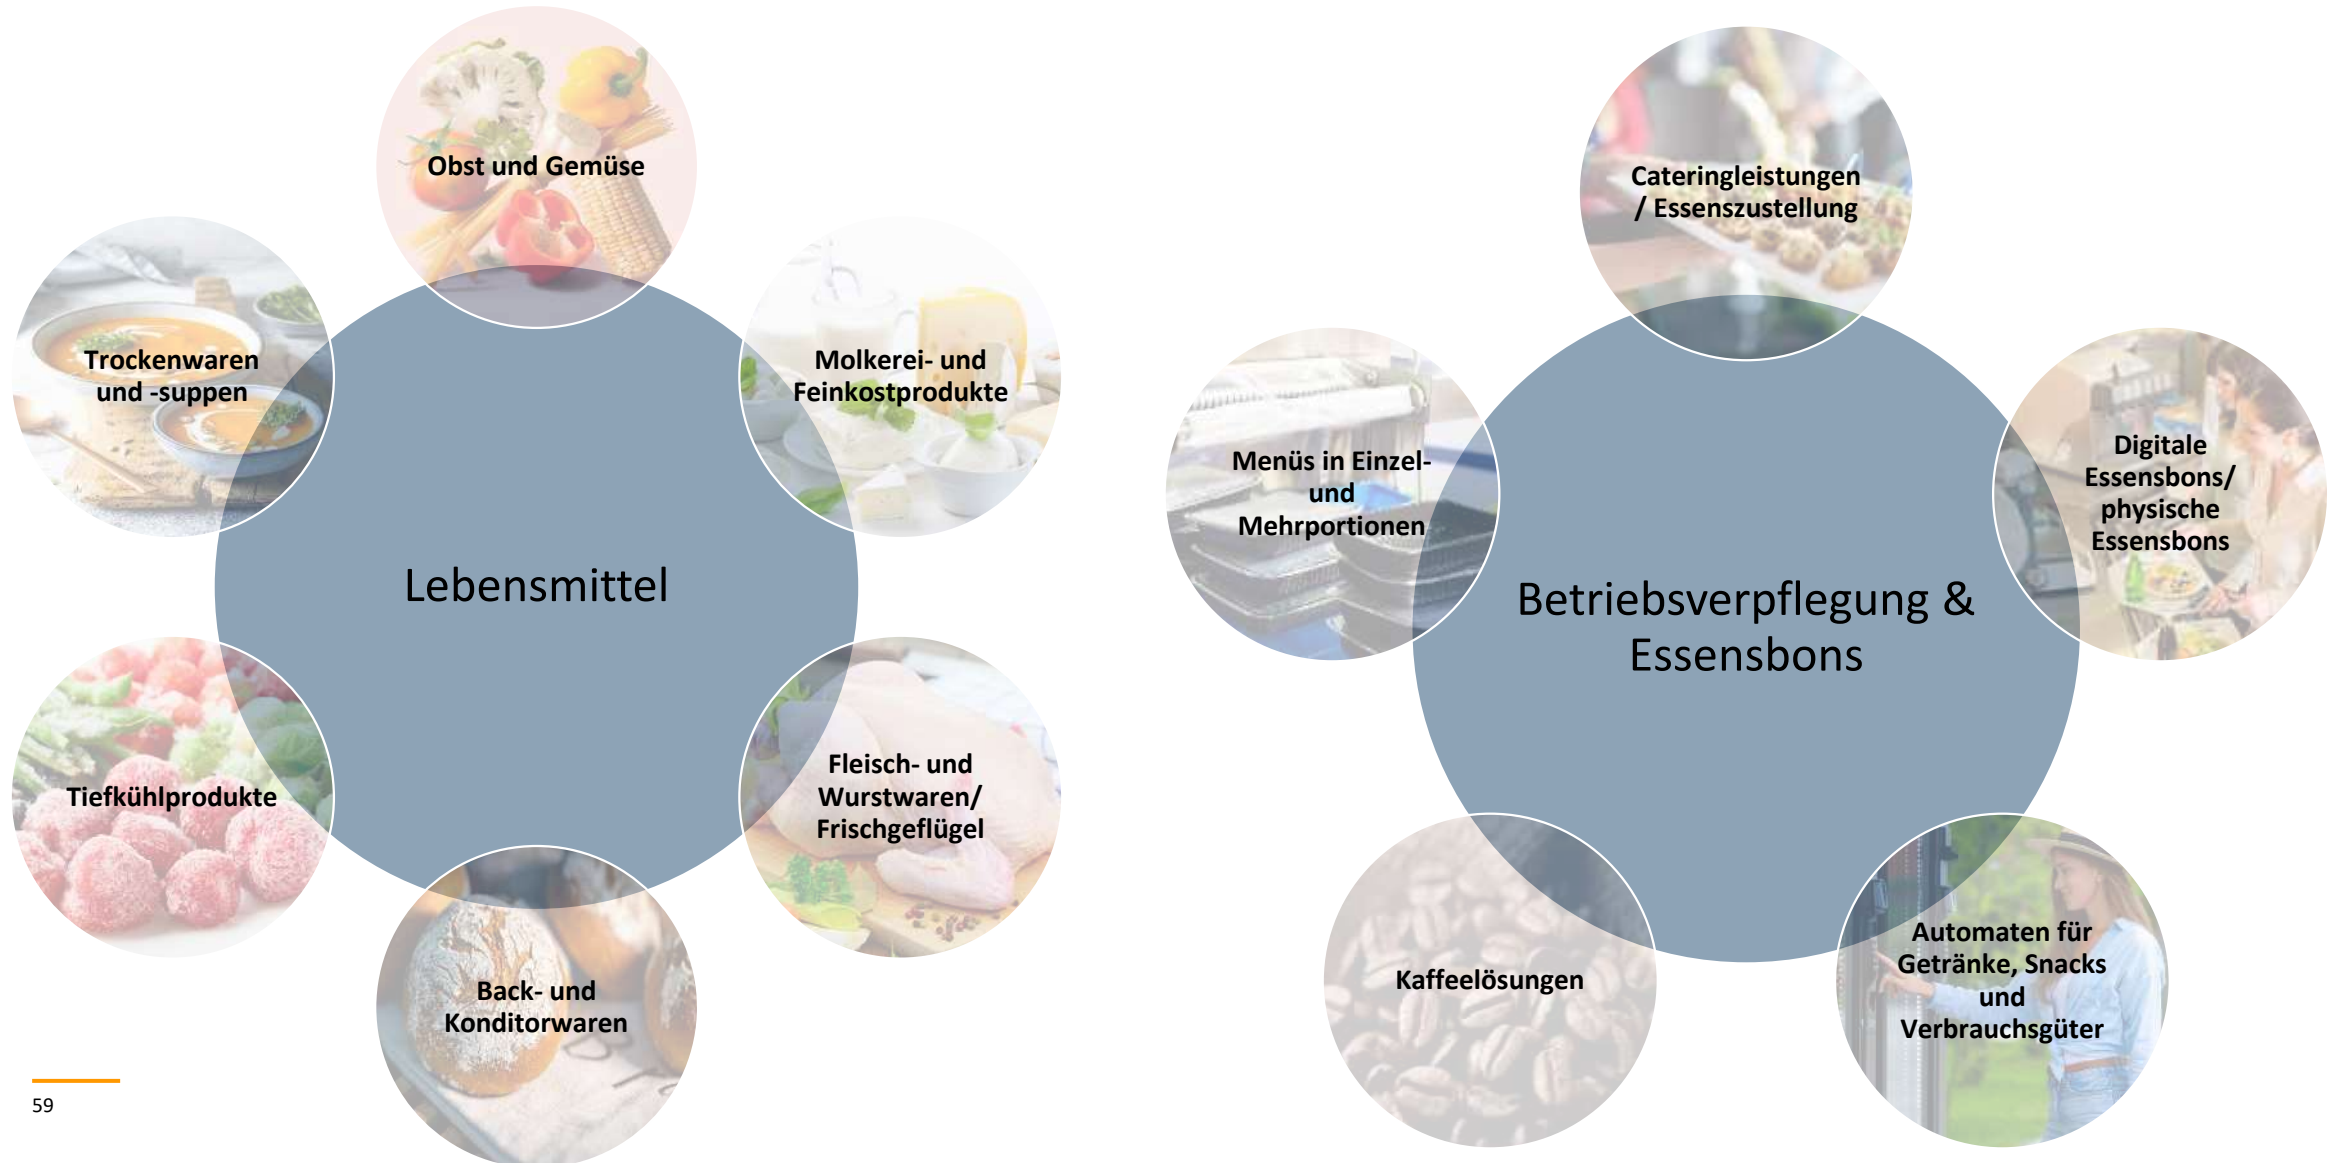 Obst und Gemüse
Molkerei- und
Feinkostprodukte
Fleisch- und
Wurstwaren/
Frischgeflügel
Back- und
Konditorwaren
Tiefkühlprodukte
Trockenwaren
und -suppen
Lebensmittel
Cateringleistungen
/ Essenszustellung
Digitale
Essensbons/
physische
Essensbons
Automaten für
Getränke, Snacks
und
Verbrauchsgüter
Kaffeelösungen
Menüs in Einzel-
und
Mehrportionen
Betriebsverpflegung &
Essensbons
59